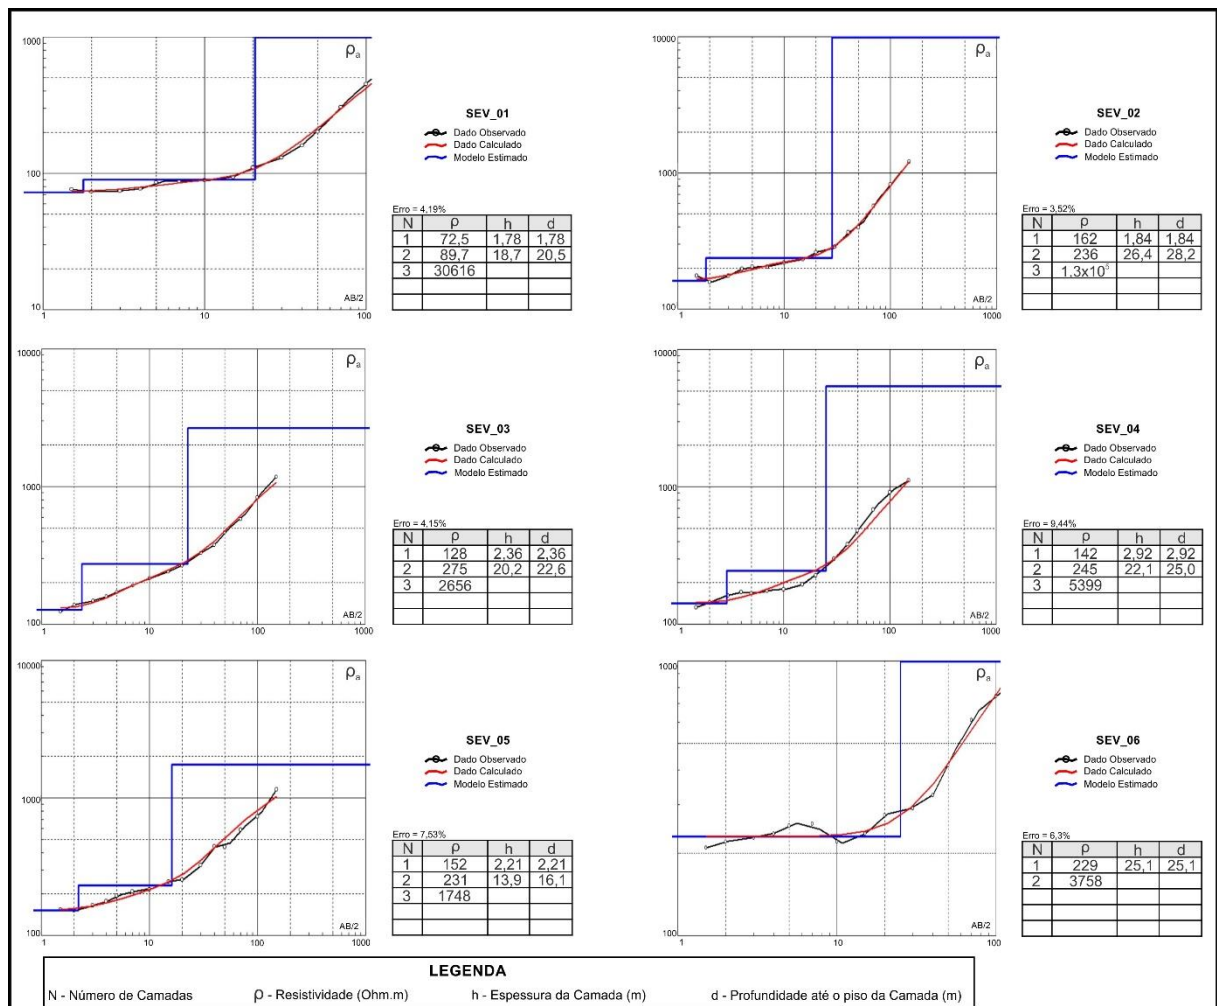 1000
100
10
1
10
100
ρa
AB/2
SEV_01
Dado Observado
Dado Calculado
Modelo Estimado
Erro = 4,19%
N ρ h d
1 72,5 1,78 1,78
2 89,7 18,7 20,5
3 30616
10000
1000
100
1
10
100
1000
ρa
AB/2
SEV_02
Dado Observado
Dado Calculado
Modelo Estimado
Erro = 3,52%
N ρ h d
1 162 1,84 1,84
2 236 26,4 28,2
3 1.3x10⁵
10000
1000
100
1
10
100
1000
ρa
AB/2
SEV_03
Dado Observado
Dado Calculado
Modelo Estimado
Erro = 4,15%
N ρ h d
1 128 2,36 2,36
2 275 20,2 22,6
3 2656
10000
1000
100
1
10
100
1000
ρa
AB/2
SEV_04
Dado Observado
Dado Calculado
Modelo Estimado
Erro = 9,44%
N ρ h d
1 142 2,92 2,92
2 245 22,1 25,0
3 5399
10000
1000
100
1
10
100
1000
ρa
AB/2
SEV_05
Dado Observado
Dado Calculado
Modelo Estimado
Erro = 7,53%
N ρ h d
1 152 2,21 2,21
2 231 13,9 16,1
3 1748
1000
100
1
10
100
ρa
AB/2
SEV_06
Dado Observado
Dado Calculado
Modelo Estimado
Erro = 6,3%
N ρ h d
1 229 25,1 25,1
2 3758
LEGENDA
N - Número de Camadas ρ - Resistividade (Ohm.m) h - Espessura da Camada (m) d - Profundidade até o piso da Camada (m)